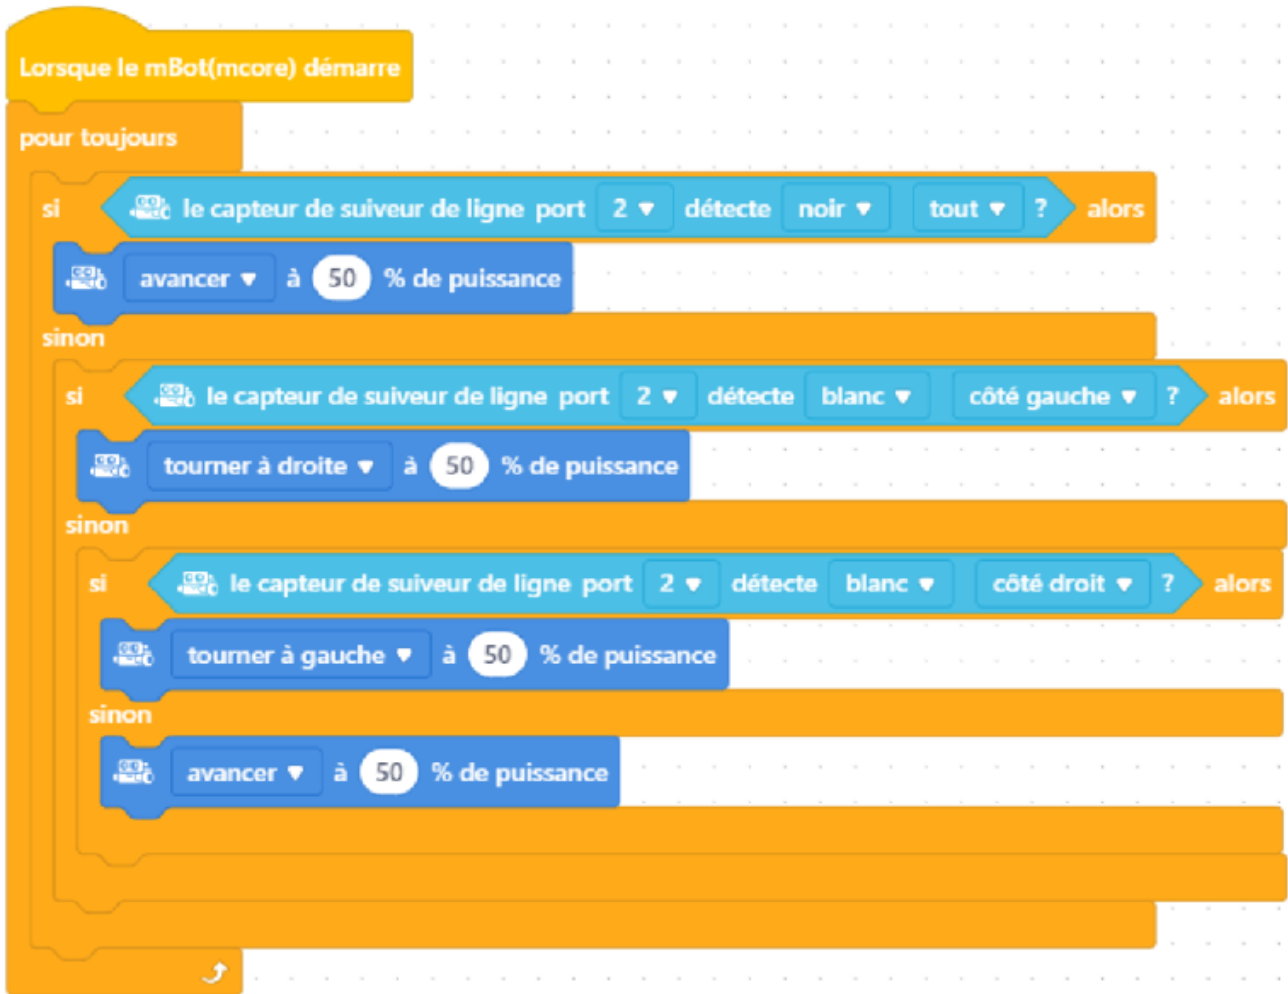 Lorsque le mBot(mcore) démarre
pour toujours
si le capteur de suiveur de ligne port 2 détecte noir tout ? alors
avancer à 50 % de puissance
sinon
si le capteur de suiveur de ligne port 2 détecte blanc côté gauche ? alors
tourner à droite à 50 % de puissance
sinon
si le capteur de suiveur de ligne port 2 détecte blanc côté droit ? alors
tourner à gauche à 50 % de puissance
sinon
avancer à 50 % de puissance